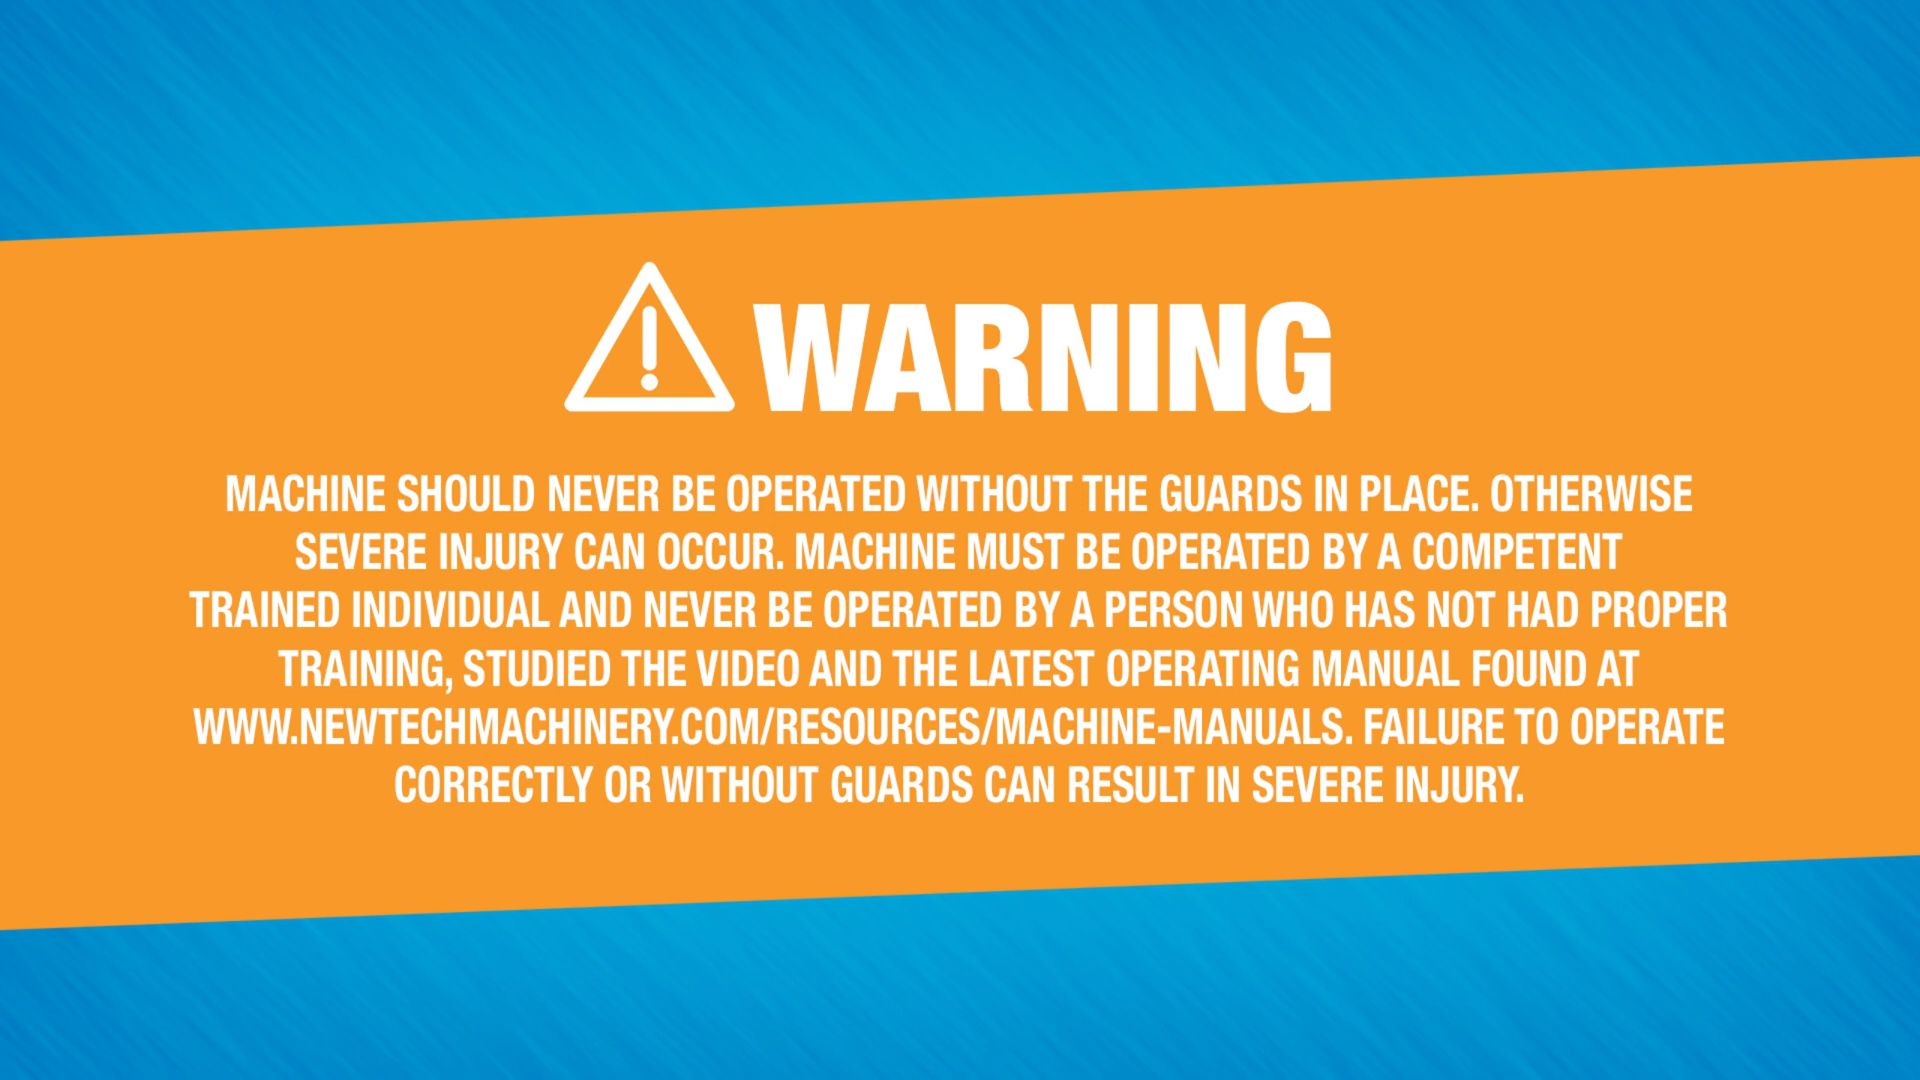 WARNING
MACHINE SHOULD NEVER BE OPERATED WITHOUT THE GUARDS IN PLACE. OTHERWISE
SEVERE INJURY CAN OCCUR. MACHINE MUST BE OPERATED BY A COMPETENT
TRAINED INDIVIDUAL AND NEVER BE OPERATED BY A PERSON WHO HAS NOT HAD PROPER
TRAINING, STUDIED THE VIDEO AND THE LATEST OPERATING MANUAL FOUND AT
WWW.NEWTECHMACHINERY.COM/RESOURCES/MACHINE-MANUALS. FAILURE TO OPERATE
CORRECTLY OR WITHOUT GUARDS CAN RESULT IN SEVERE INJURY.